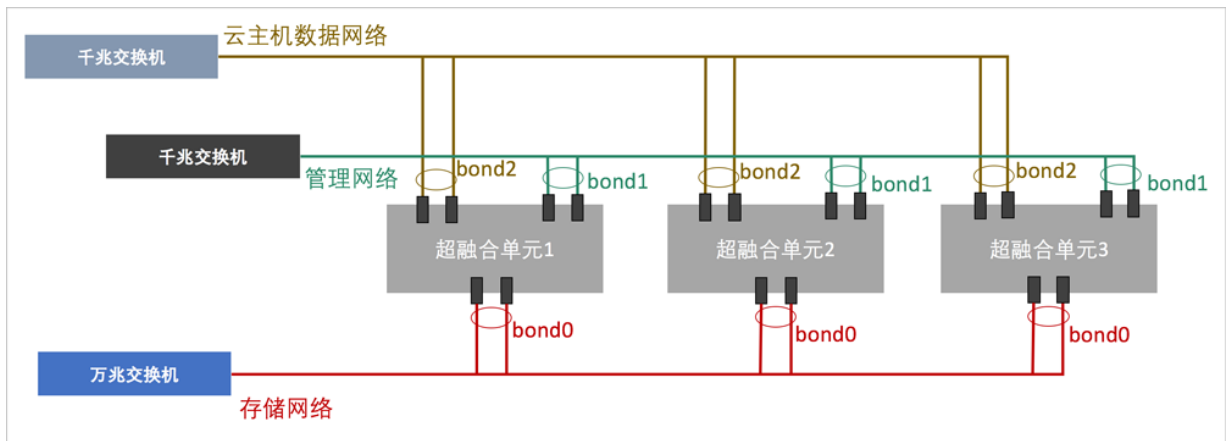 云主机数据网络
千兆交换机
千兆交换机
管理网络
bond2
bond1
bond2
bond1
bond2
bond1
超融合单元1
超融合单元2
超融合单元3
bond0
bond0
bond0
万兆交换机
存储网络